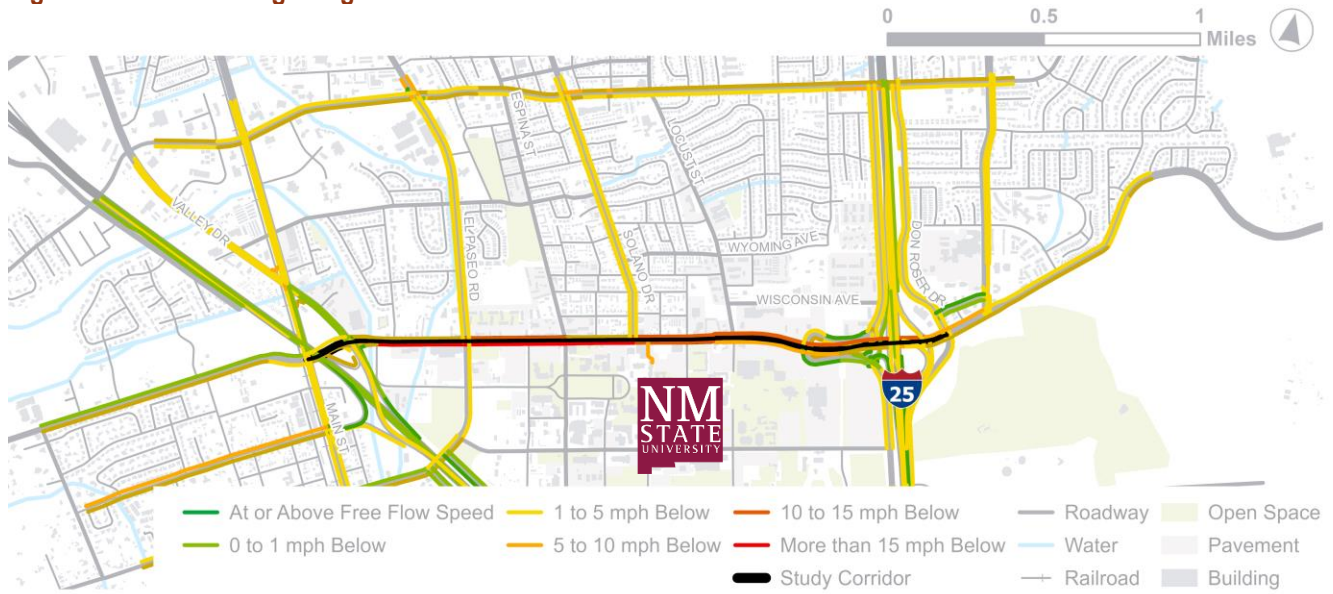 0 0.5 1
Miles
ESPINA ST
LOCUST ST
VALLEY DR
EL PASEO RD
SOLANO DR
WYOMING AVE
DON ROSER DR
WISCONSIN AVE
25
MAIN ST
NM
STATE
UNIVERSITY
At or Above Free Flow Speed 1 to 5 mph Below 10 to 15 mph Below Roadway Open Space
0 to 1 mph Below 5 to 10 mph Below More than 15 mph Below Water Pavement
Study Corridor Railroad Building